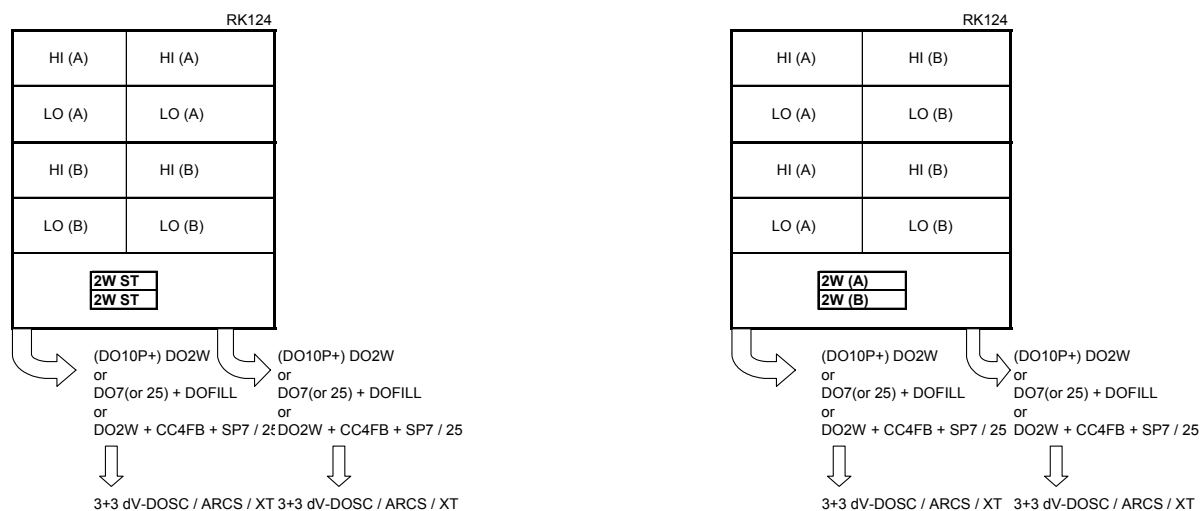 RK124
HI (A) HI (A)
LO (A) LO (A)
HI (B) HI (B)
LO (B) LO (B)
2W ST
2W ST
(DO10P+) DO2W
or
DO7(or 25) + DOFILL
or
DO2W + CC4FB + SP7 / 25
3+3 dV-DOSC / ARCS / XT
(DO10P+) DO2W
or
DO7(or 25) + DOFILL
or
DO2W + CC4FB + SP7 / 25
3+3 dV-DOSC / ARCS / XT
RK124
HI (A) HI (B)
LO (A) LO (B)
HI (A) HI (B)
LO (A) LO (B)
2W (A)
2W (B)
(DO10P+) DO2W
or
DO7(or 25) + DOFILL
or
DO2W + CC4FB + SP7 / 25
3+3 dV-DOSC / ARCS / XT
(DO10P+) DO2W
or
DO7(or 25) + DOFILL
or
DO2W + CC4FB + SP7 / 25
3+3 dV-DOSC / ARCS / XT